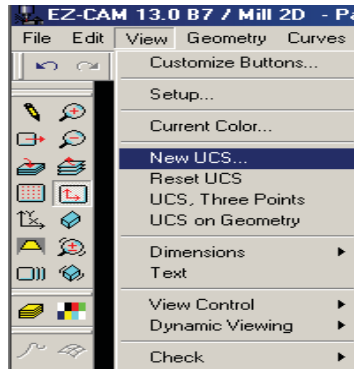 EZ-CAM 13.0 B7 / Mill 2D - Pa
File Edit View Geometry Curves
Customize Buttons...
Setup...
Current Color...
New UCS...
Reset UCS
UCS, Three Points
UCS on Geometry
Dimensions
Text
View Control
Dynamic Viewing
Check